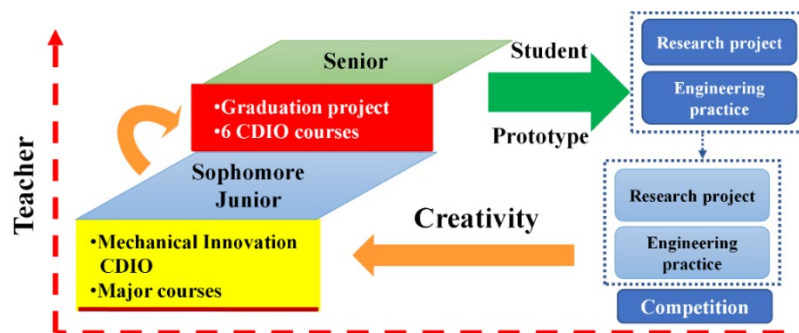 Teacher
Senior
•Graduation project
•6 CDIO courses
Sophomore
Junior
•Mechanical Innovation
CDIO
•Major courses
Student
Prototype
Creativity
Research project
Engineering
practice
Research project
Engineering
practice
Competition